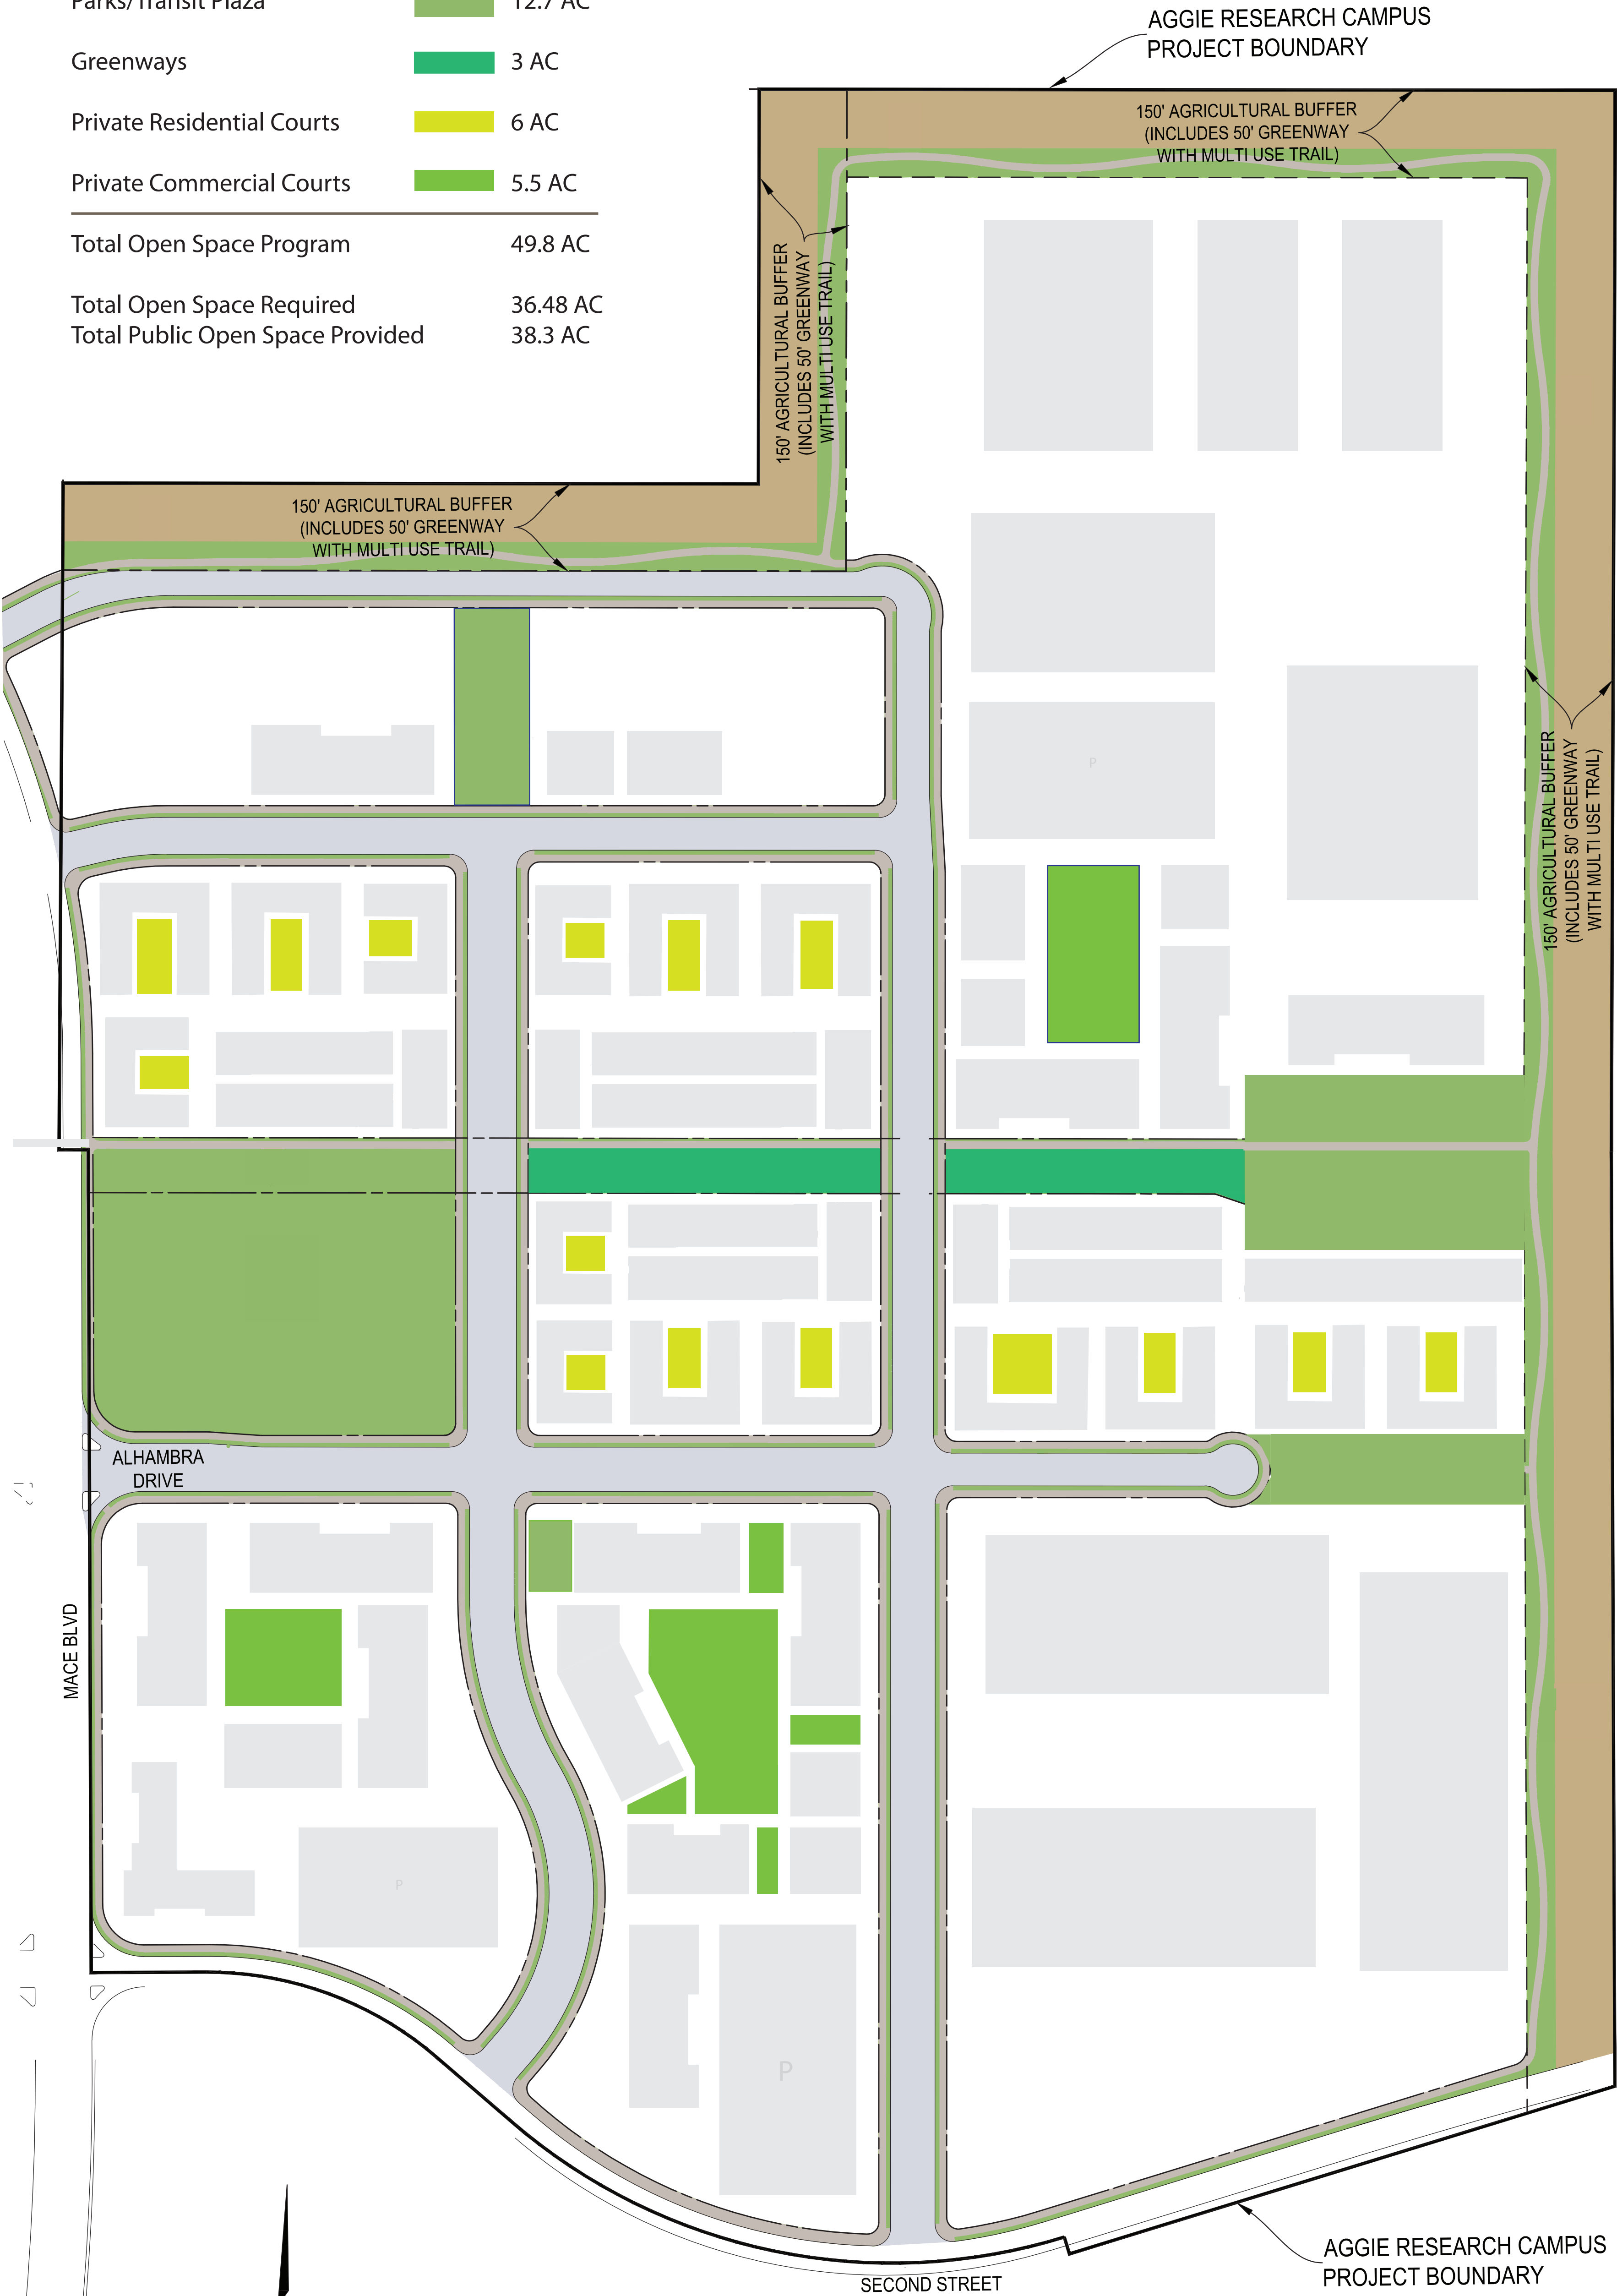 Parks/Transit Plaza 12.7 AC
Greenways 3 AC
Private Residential Courts 6 AC
Private Commercial Courts 5.5 AC
Total Open Space Program 49.8 AC
Total Open Space Required 36.48 AC
Total Public Open Space Provided 38.3 AC
AGGIE RESEARCH CAMPUS
PROJECT BOUNDARY
150' AGRICULTURAL BUFFER
(INCLUDES 50' GREENWAY
WITH MULTI USE TRAIL)
150' AGRICULTURAL BUFFER
(INCLUDES 50' GREENWAY
WITH MULTI USE TRAIL)
150' AGRICULTURAL BUFFER
(INCLUDES 50' GREENWAY
WITH MULTI USE TRAIL)
150' AGRICULTURAL BUFFER
(INCLUDES 50' GREENWAY
WITH MULTI USE TRAIL)
P
ALHAMBRA
DRIVE
MACE BLVD
P
P
SECOND STREET
AGGIE RESEARCH CAMPUS
PROJECT BOUNDARY